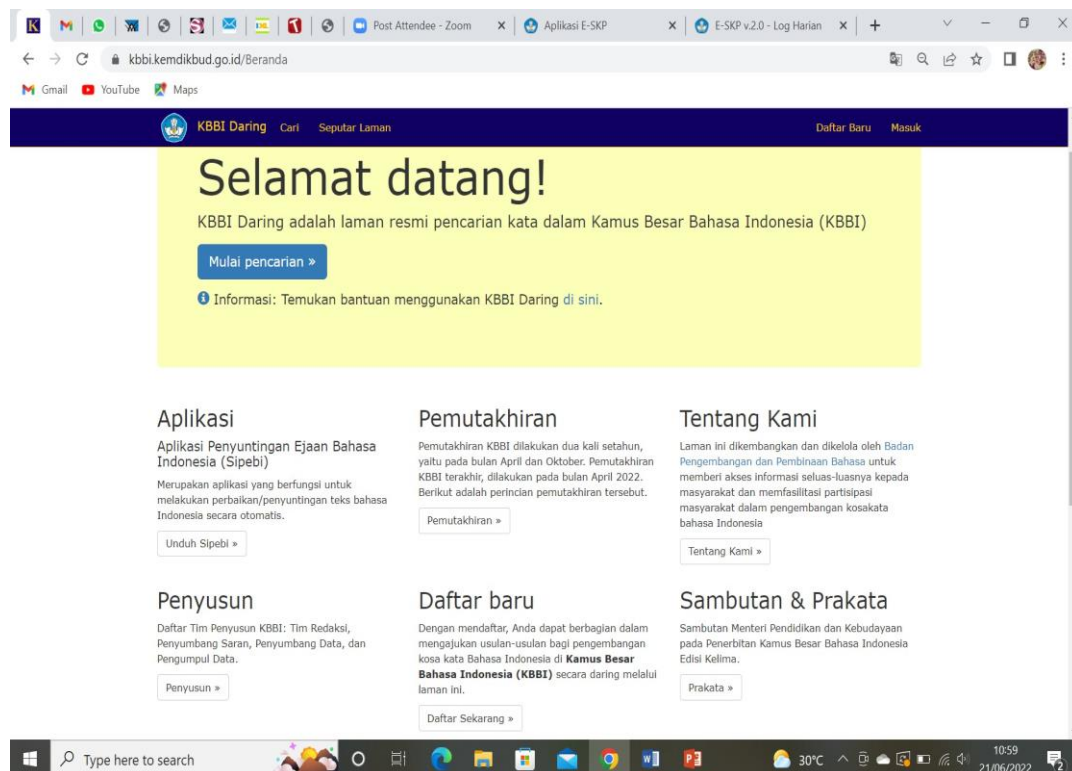 Post Attendee - Zoom
Aplikasi E-SKP
E-SKP v.2.0 - Log Harian
kbbi.kemdikbud.go.id/Beranda
Gmail YouTube Maps
KBBI Daring Cari Seputar Laman Daftar Baru Masuk
Selamat datang!
KBBI Daring adalah laman resmi pencarian kata dalam Kamus Besar Bahasa Indonesia (KBBI)
Mulai pencarian »
Informasi: Temukan bantuan menggunakan KBBI Daring di sini.
Aplikasi
Aplikasi Penyuntingan Ejaan Bahasa
Indonesia (Sipebi)
Merupakan aplikasi yang berfungsi untuk
melakukan perbaikan/penyuntingan teks bahasa
Indonesia secara otomatis.
Unduh Sipebi »
Pemutakhiran
Pemutakhiran KBBI dilakukan dua kali setahun,
yaitu pada bulan April dan Oktober. Pemutakhiran
KBBI terakhir, dilakukan pada bulan April 2022.
Berikut adalah perincian pemutakhiran tersebut.
Pemutakhiran »
Tentang Kami
Laman ini dikembangkan dan dikelola oleh Badan
Pengembangan dan Pembinaan Bahasa untuk
memberi akses informasi seluas-luasnya kepada
masyarakat dan memfasilitasi partisipasi
masyarakat dalam pengembangan kosakata
bahasa Indonesia
Tentang Kami »
Penyusun
Daftar Tim Penyusun KBBI: Tim Redaksi,
Penyumbang Saran, Penyumbang Data, dan
Pengumpul Data.
Penyusun »
Daftar baru
Dengan mendaftar, Anda dapat berbagian dalam
mengajukan usulan-usulan bagi pengembangan
kosa kata Bahasa Indonesia di Kamus Besar
Bahasa Indonesia (KBBI) secara daring melalui
laman ini.
Daftar Sekarang »
Sambutan & Prakata
Sambutan Menteri Pendidikan dan Kebudayaan
pada Penerbitan Kamus Besar Bahasa Indonesia
Edisi Kelima.
Prakata »
Type here to search
30°C
10:59
21/06/2022